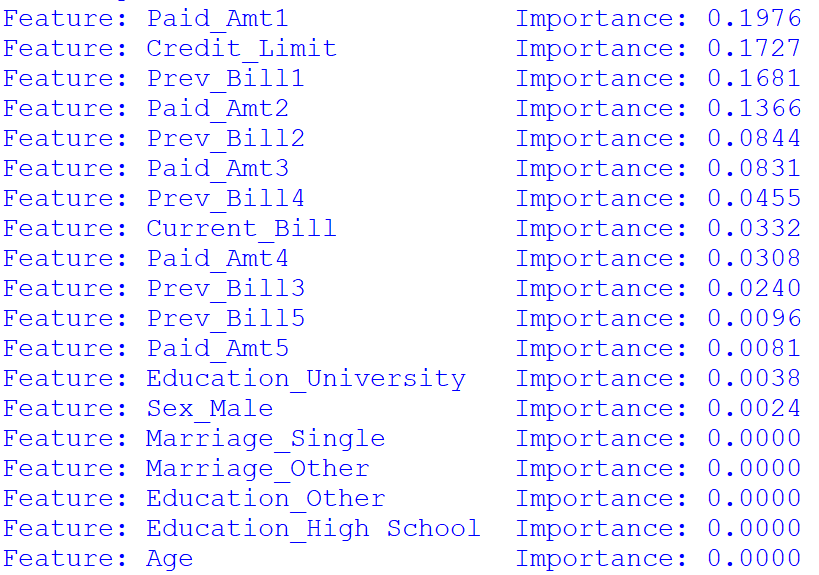 Feature: Paid_Amt1 Importance: 0.1976
Feature: Credit_Limit Importance: 0.1727
Feature: Prev_Bill1 Importance: 0.1681
Feature: Paid_Amt2 Importance: 0.1366
Feature: Prev_Bill2 Importance: 0.0844
Feature: Paid_Amt3 Importance: 0.0831
Feature: Prev_Bill4 Importance: 0.0455
Feature: Current_Bill Importance: 0.0332
Feature: Paid_Amt4 Importance: 0.0308
Feature: Prev_Bill3 Importance: 0.0240
Feature: Prev_Bill5 Importance: 0.0096
Feature: Paid_Amt5 Importance: 0.0081
Feature: Education_University Importance: 0.0038
Feature: Sex_Male Importance: 0.0024
Feature: Marriage_Single Importance: 0.0000
Feature: Marriage_Other Importance: 0.0000
Feature: Education_Other Importance: 0.0000
Feature: Education_High School Importance: 0.0000
Feature: Age Importance: 0.0000